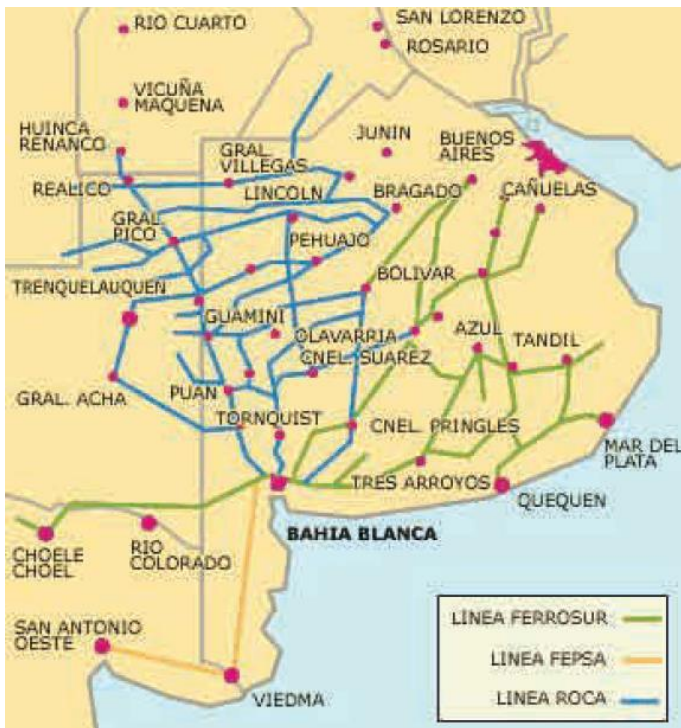 RIO CUARTO
SAN LORENZO
ROSARIO
VICUÑA
MAQUENA
HUINCA
RENANCO
GRAL.
VILLEGAS
JUNIN
BUENOS
AIRES
REALICO
LINCOLN
BRAGADO
CAÑUELAS
GRAL.
PICO
PEHUAJO
TRENQUELAUQUEN
BOLIVAR
GUAMINI
OLAVARRIA
AZUL
TANDIL
CNEL. SUAREZ
GRAL. ACHA
PUAN
TORNQUIST
CNEL. PRINGLES
MAR DEL
PLATA
TRES ARROYOS
QUEQUEN
BAHIA BLANCA
CHOELE
CHOEL
RIO
COLORADO
SAN ANTONIO
OESTE
VIEDMA
LINEA FERROSUR
LINEA FEPSA
LINEA ROCA